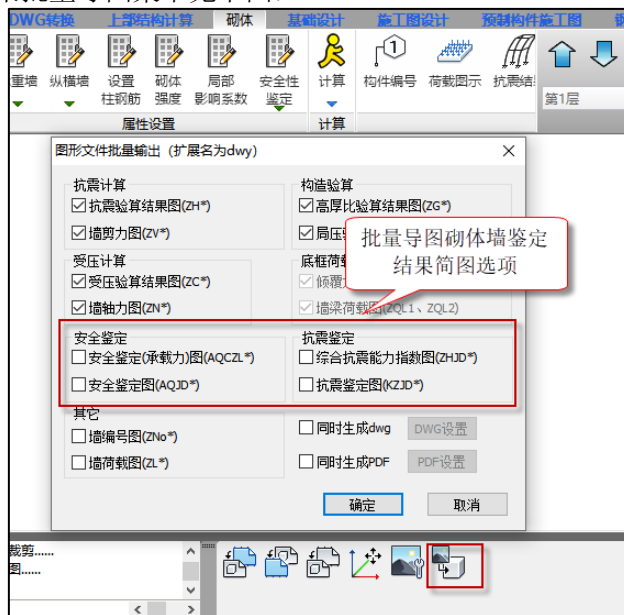 DWG转换 上部结构计算 砌体 基础设计 施工图设计 预制构件施工图
重墙 纵横墙 设置 砌体 局部 安全性 计算 构件编号 荷载图示 抗震结
柱钢筋 强度 影响系数 鉴定 第1层
属性设置 计算
图形文件批量输出（扩展名为dwy）
抗震计算
抗震验算结果图(ZH*)
墙剪力图(ZV*)
受压计算
受压验算结果图(ZC*)
墙轴力图(ZN*)
构造验算
高厚比验算结果图(ZG*)
局压
底框荷
倾覆
墙梁荷载图(ZQL1、ZQL2)
批量导图砌体墙鉴定
结果简图选项
安全鉴定
安全鉴定(承载力)图(AQCZL*)
安全鉴定图(AQJD*)
抗震鉴定
综合抗震能力指数图(ZHJD*)
抗震鉴定图(KZJD*)
其它
墙编号图(ZNo*)
墙荷载图(ZL*)
同时生成dwg DWG设置
同时生成PDF PDF设置
确定 取消
裁剪......
图......